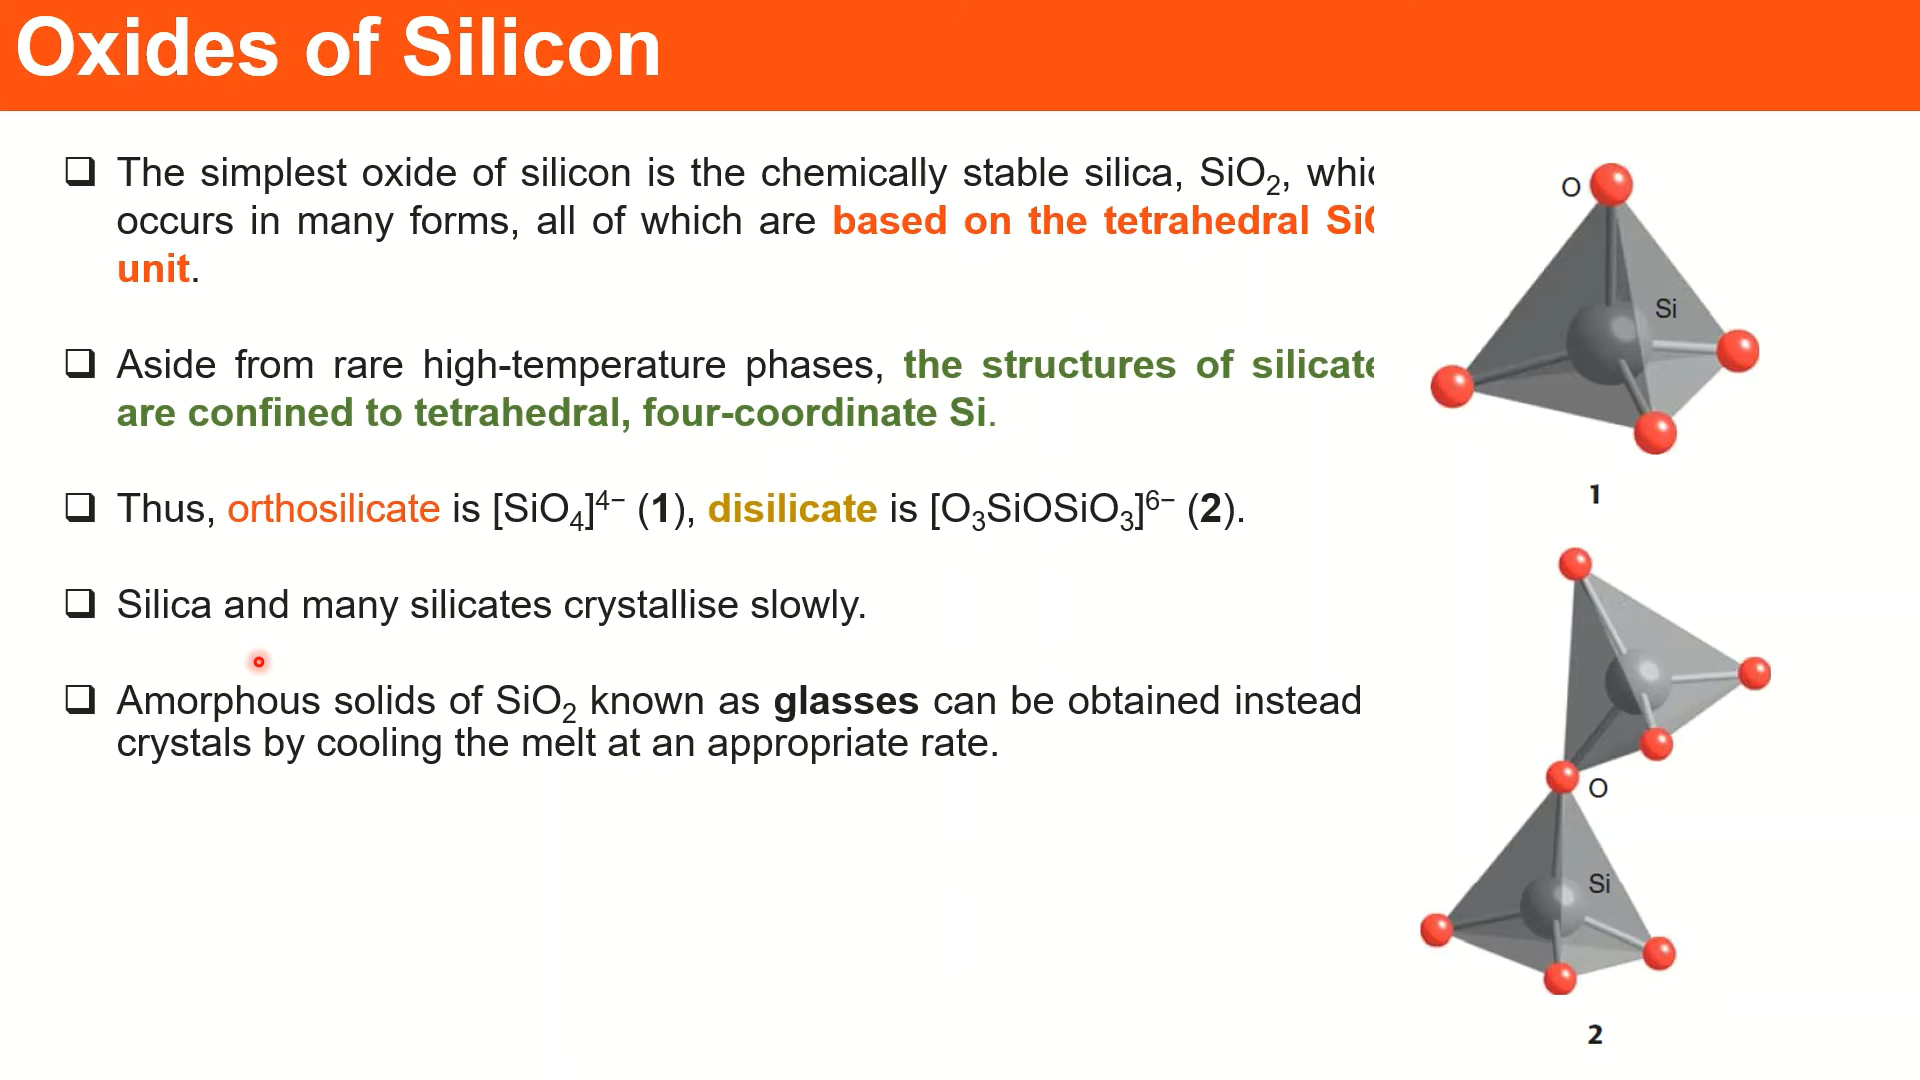 Oxides of Silicon
❑ The simplest oxide of silicon is the chemically stable silica, SiO₂,
occurs in many forms, all of which are based on the tetrahedral
unit.
❑ Aside from rare high-temperature phases, the structures of
are confined to tetrahedral, four-coordinate Si.
❑ Thus, orthosilicate is [SiO₄]⁴⁻ (1), disilicate is [O₃SiOSiO₃]⁶⁻ (2).
❑ Silica and many silicates crystallise slowly.
❑ Amorphous solids of SiO₂ known as glasses can be obtained instead
crystals by cooling the melt at an appropriate rate.
O
Si
1
O
Si
2